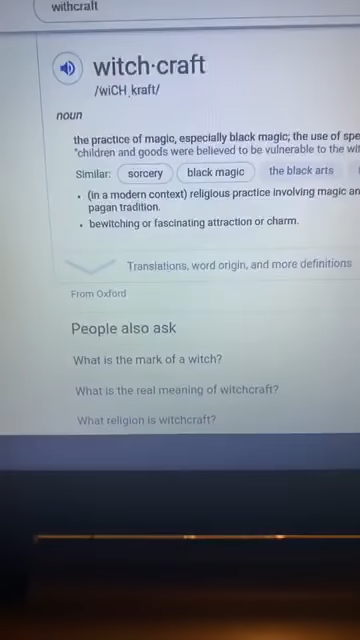 withcralt
witch·craft
/wiCHˌkraft/
noun
the practice of magic, especially black magic; the use of spe
"children and goods were believed to be vulnerable to the wit
Similar: sorcery black magic the black arts
• (in a modern context) religious practice involving magic an
pagan tradition.
• bewitching or fascinating attraction or charm.
Translations, word origin, and more definitions
From Oxford
People also ask
What is the mark of a witch?
What is the real meaning of witchcraft?
What religion is witchcraft?